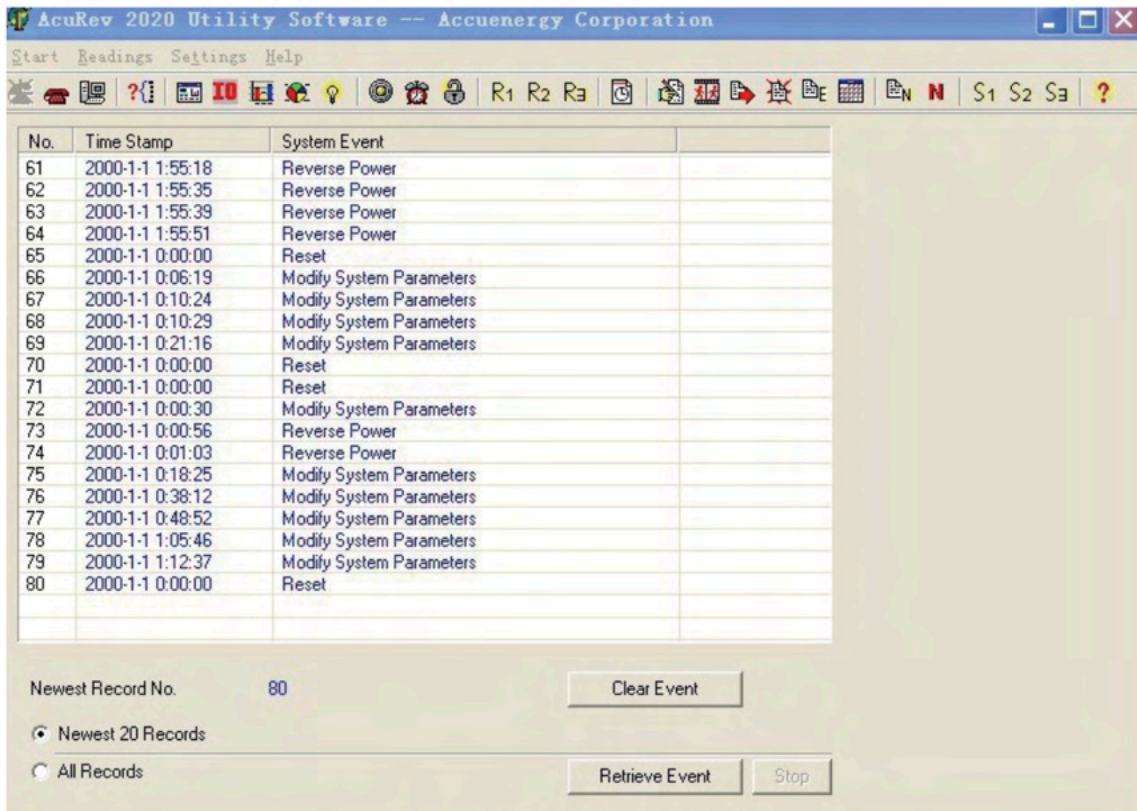 AcuRev 2020 Utility Software -- Accuenergy Corporation
Start Readings Settings Help
?{ IO R1 R2 R3 E N N S1 S2 S3 ?
No. Time Stamp System Event
61 2000-1-1 1:55:18 Reverse Power
62 2000-1-1 1:55:35 Reverse Power
63 2000-1-1 1:55:39 Reverse Power
64 2000-1-1 1:55:51 Reverse Power
65 2000-1-1 0:00:00 Reset
66 2000-1-1 0:06:19 Modify System Parameters
67 2000-1-1 0:10:24 Modify System Parameters
68 2000-1-1 0:10:29 Modify System Parameters
69 2000-1-1 0:21:16 Modify System Parameters
70 2000-1-1 0:00:00 Reset
71 2000-1-1 0:00:00 Reset
72 2000-1-1 0:00:30 Modify System Parameters
73 2000-1-1 0:00:56 Reverse Power
74 2000-1-1 0:01:03 Reverse Power
75 2000-1-1 0:18:25 Modify System Parameters
76 2000-1-1 0:38:12 Modify System Parameters
77 2000-1-1 0:48:52 Modify System Parameters
78 2000-1-1 1:05:46 Modify System Parameters
79 2000-1-1 1:12:37 Modify System Parameters
80 2000-1-1 0:00:00 Reset
Newest Record No. 80 Clear Event
Newest 20 Records
All Records Retrieve Event Stop